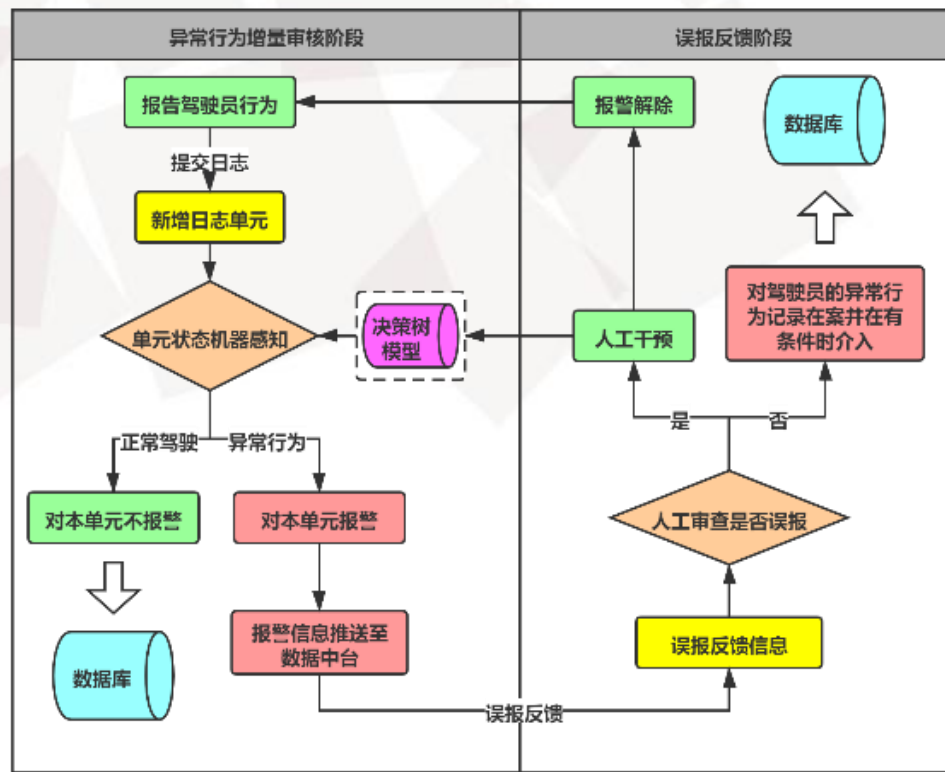 异常行为增量审核阶段
误报反馈阶段
报告驾驶员行为
提交日志
新增日志单元
单元状态机器感知
决策树
模型
正常驾驶
异常行为
对本单元不报警
对本单元报警
数据库
报警信息推送至
数据中台
误报反馈
报警解除
数据库
人工干预
对驾驶员的异常行
为记录在案并在有
条件时介入
是
否
人工审查是否误报
误报反馈信息